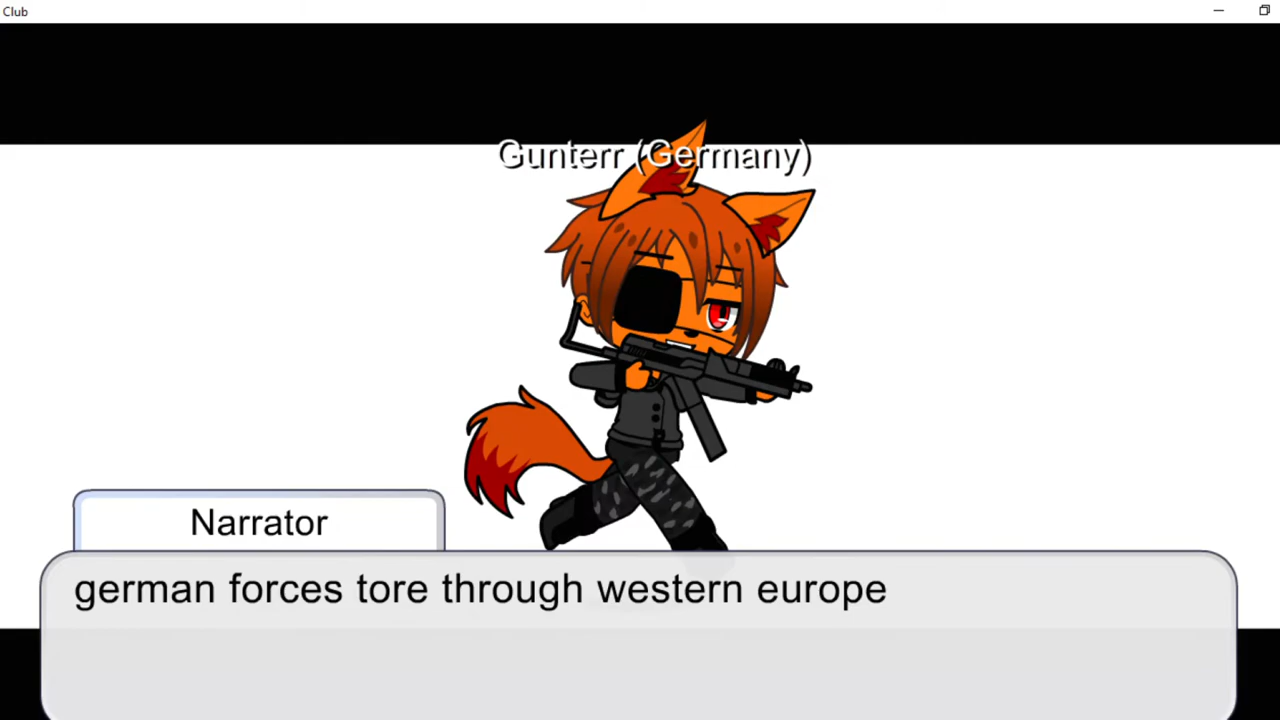 Club
Gunterr (Germany)
Narrator
german forces tore through western europe